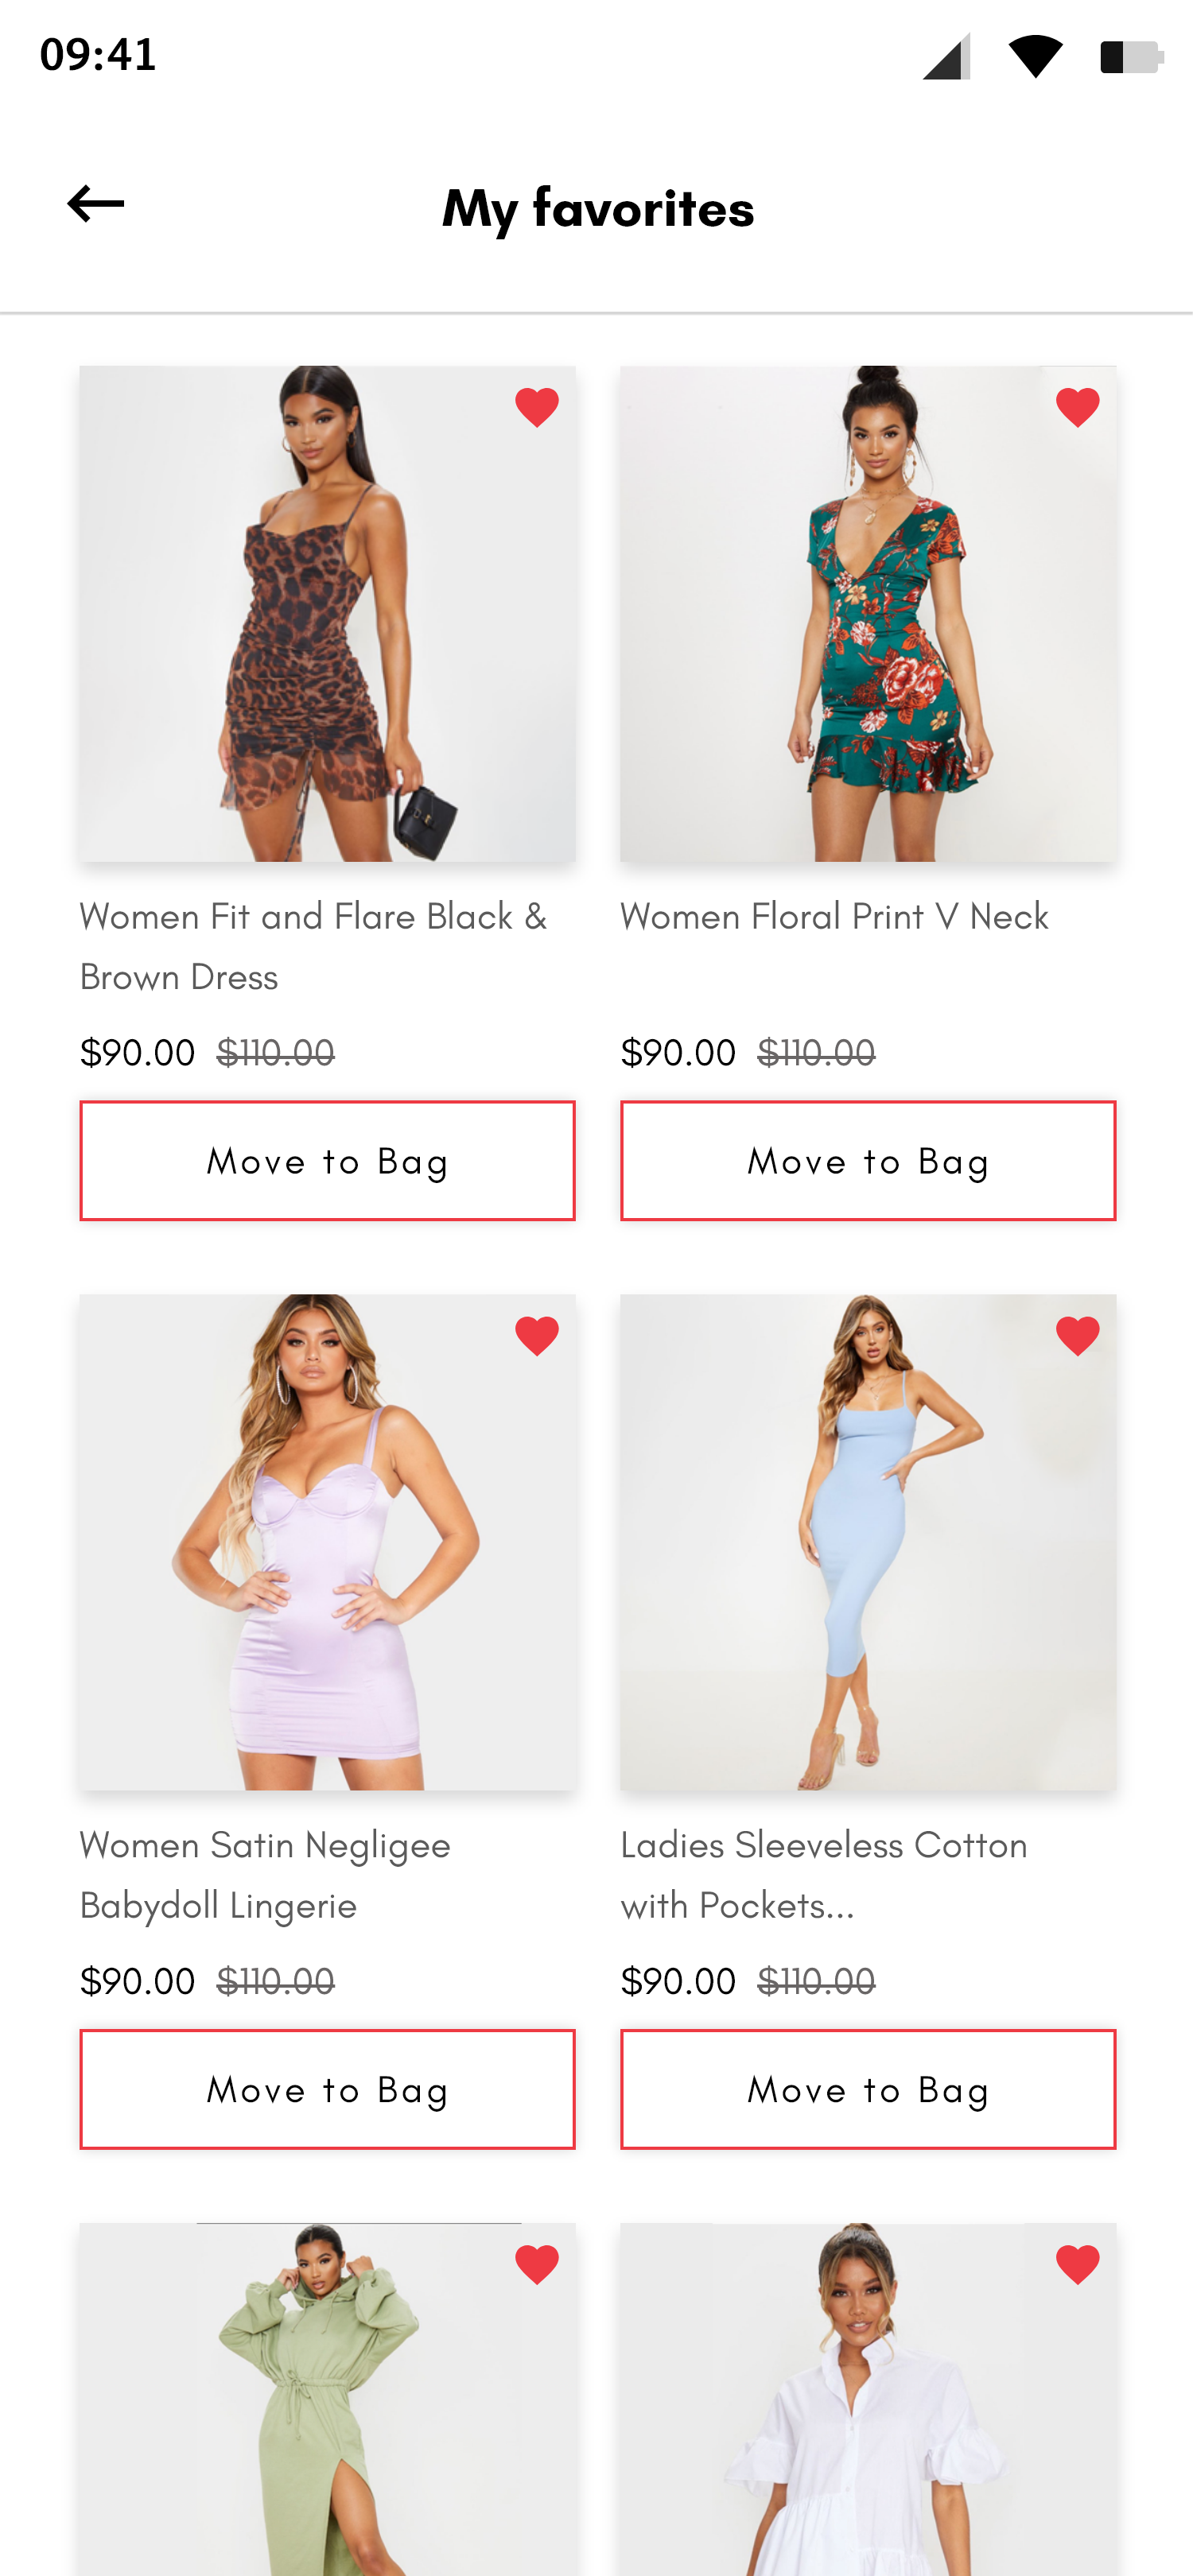 09:41
My favorites
Women Fit and Flare Black &
Brown Dress
$90.00 $110.00
Move to Bag
Women Floral Print V Neck
$90.00 $110.00
Move to Bag
Women Satin Negligee
Babydoll Lingerie
$90.00 $110.00
Move to Bag
Ladies Sleeveless Cotton
with Pockets...
$90.00 $110.00
Move to Bag